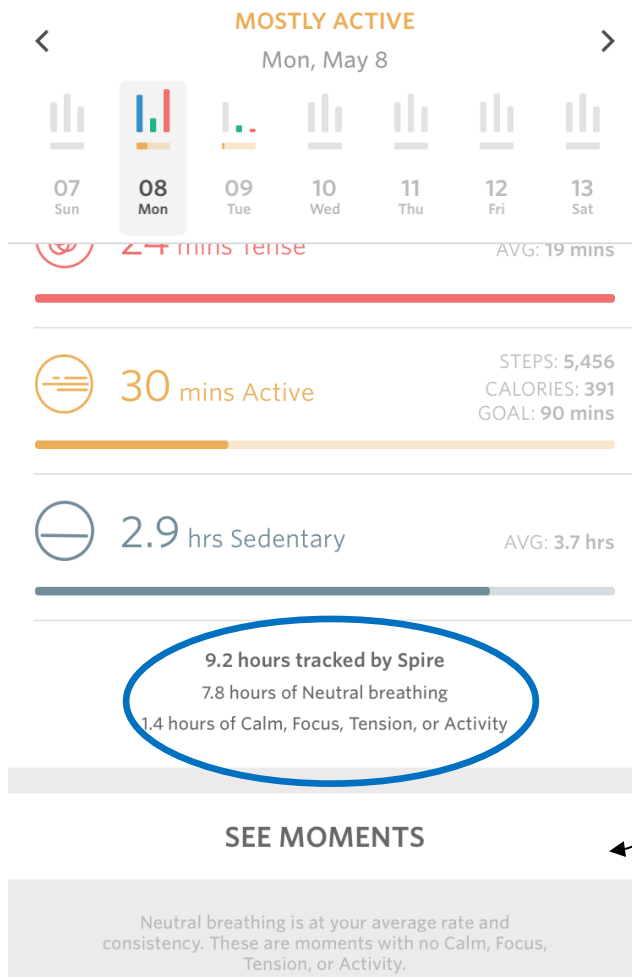 MOSTLY ACTIVE
Mon, May 8
07 08 09 10 11 12 13
Sun Mon Tue Wed Thu Fri Sat
24 mins Tense
AVG: 19 mins
30 mins Active
STEPS: 5,456
CALORIES: 391
GOAL: 90 mins
2.9 hrs Sedentary
AVG: 3.7 hrs
9.2 hours tracked by Spire
7.8 hours of Neutral breathing
1.4 hours of Calm, Focus, Tension, or Activity
SEE MOMENTS
Neutral breathing is at your average rate and
consistency. These are moments with no Calm, Focus,
Tension, or Activity.